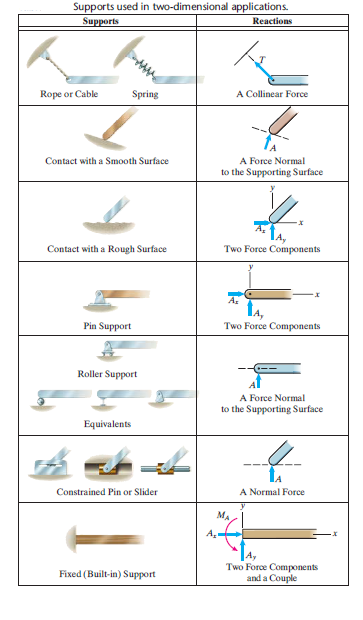 Supports used in two-dimensional applications.
Supports Reactions
T
Rope or Cable Spring A Collinear Force
A
Contact with a Smooth Surface A Force Normal
to the Supporting Surface
y
x
Ax
Ay
Contact with a Rough Surface Two Force Components
y
x
Ax
Ay
Pin Support Two Force Components
Roller Support
A
A Force Normal
to the Supporting Surface
Equivalents
A
Constrained Pin or Slider A Normal Force
y
MA
Ax x
Ay
Fixed (Built-in) Support Two Force Components
and a Couple